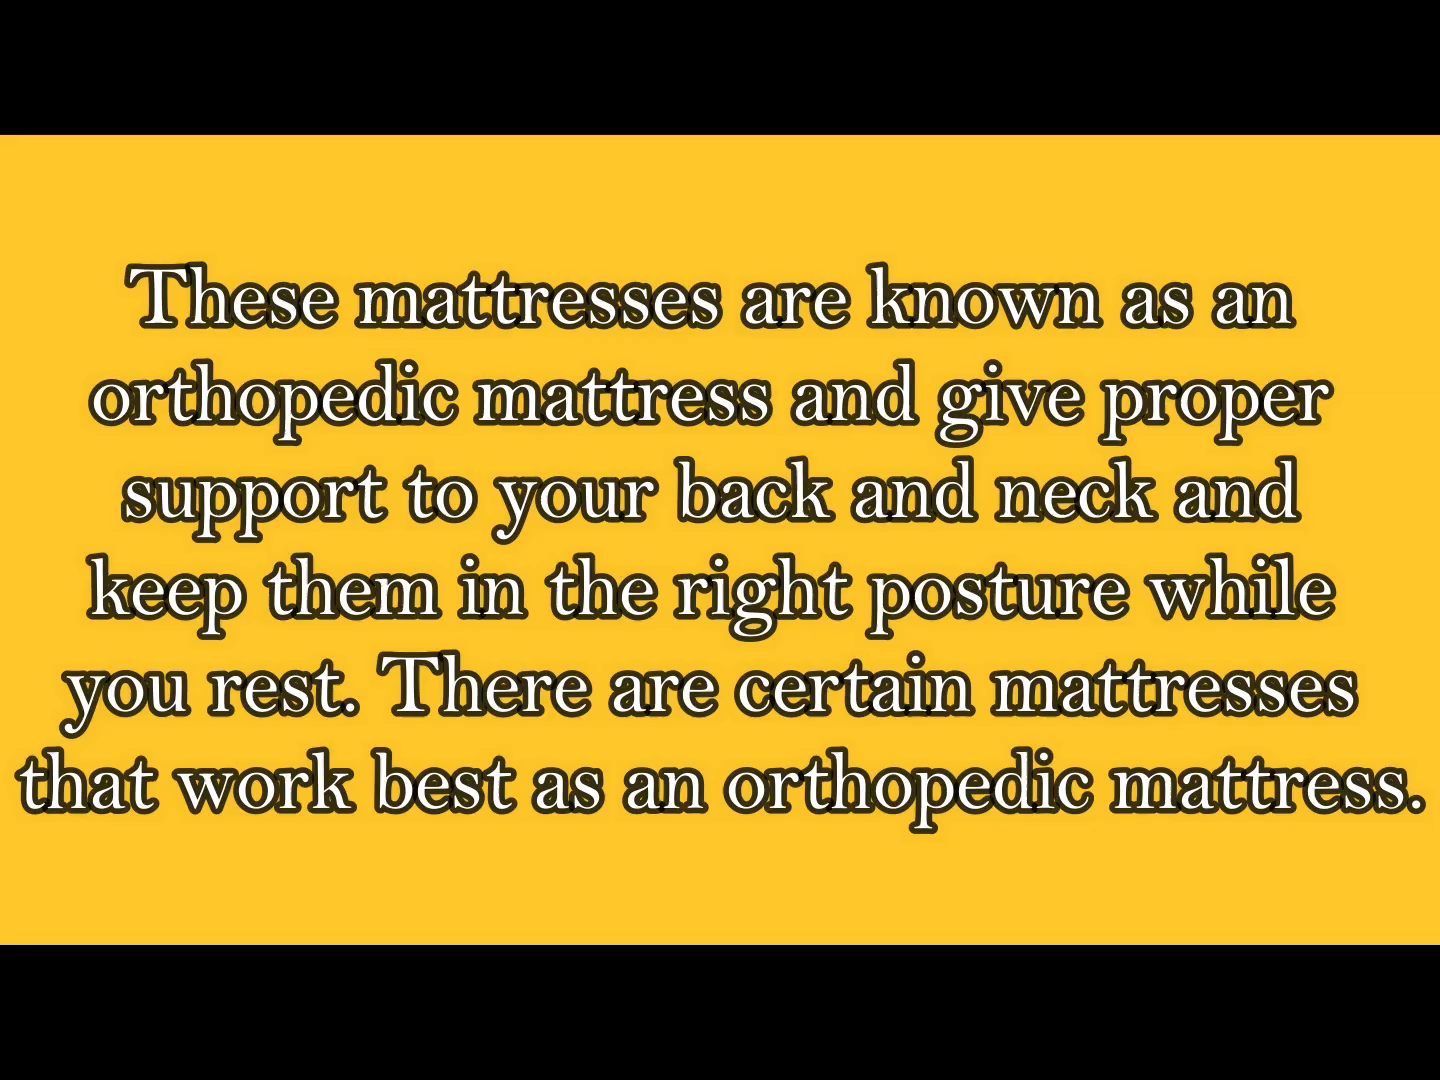 These mattresses are known as an
orthopedic mattress and give proper
support to your back and neck and
keep them in the right posture while
you rest. There are certain mattresses
that work best as an orthopedic mattress.